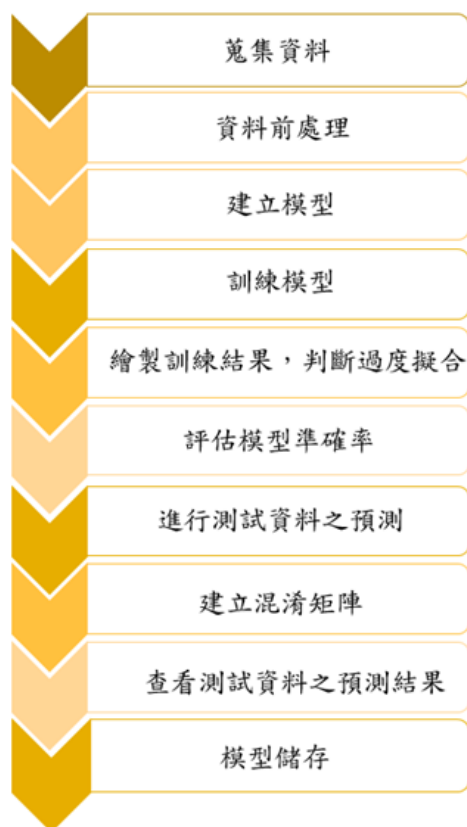 蒐集資料
資料前處理
建立模型
訓練模型
繪製訓練結果，判斷過度擬合
評估模型準確率
進行測試資料之預測
建立混淆矩陣
查看測試資料之預測結果
模型儲存